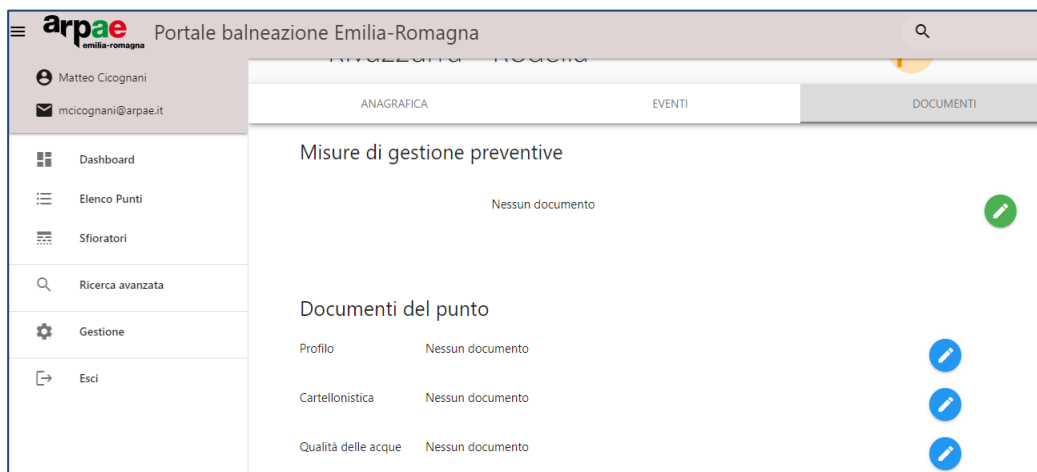 arpae
emilia-romagna
Portale balneazione Emilia-Romagna
Matteo Cicognani
mcicognani@arpae.it
Dashboard
Elenco Punti
Sfioratori
Ricerca avanzata
Gestione
Esci
ANAGRAFICA EVENTI DOCUMENTI
Misure di gestione preventive
Nessun documento
Documenti del punto
Profilo Nessun documento
Cartellonistica Nessun documento
Qualità delle acque Nessun documento